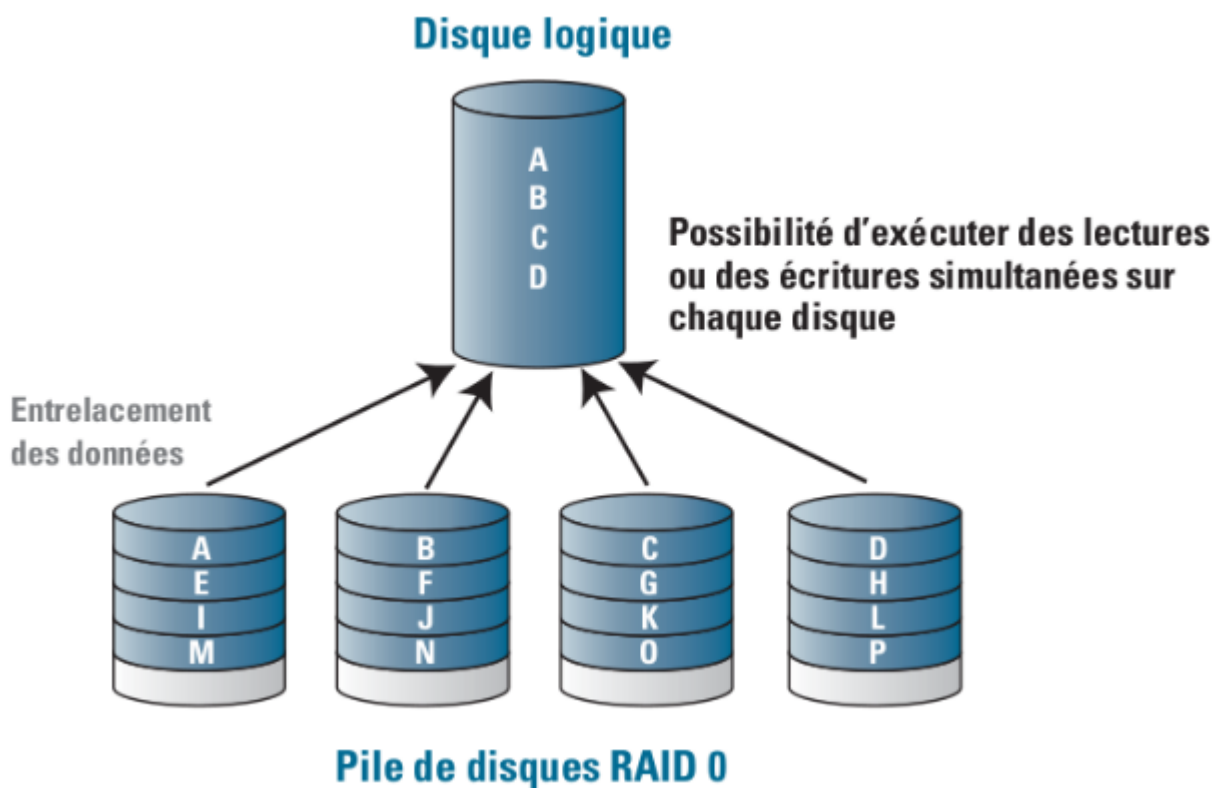 Disque logique
A
B
C
D
Possibilité d'exécuter des lectures
ou des écritures simultanées sur
chaque disque
Entrelacement
des données
A
E
I
M
B
F
J
N
C
G
K
O
D
H
L
P
Pile de disques RAID 0